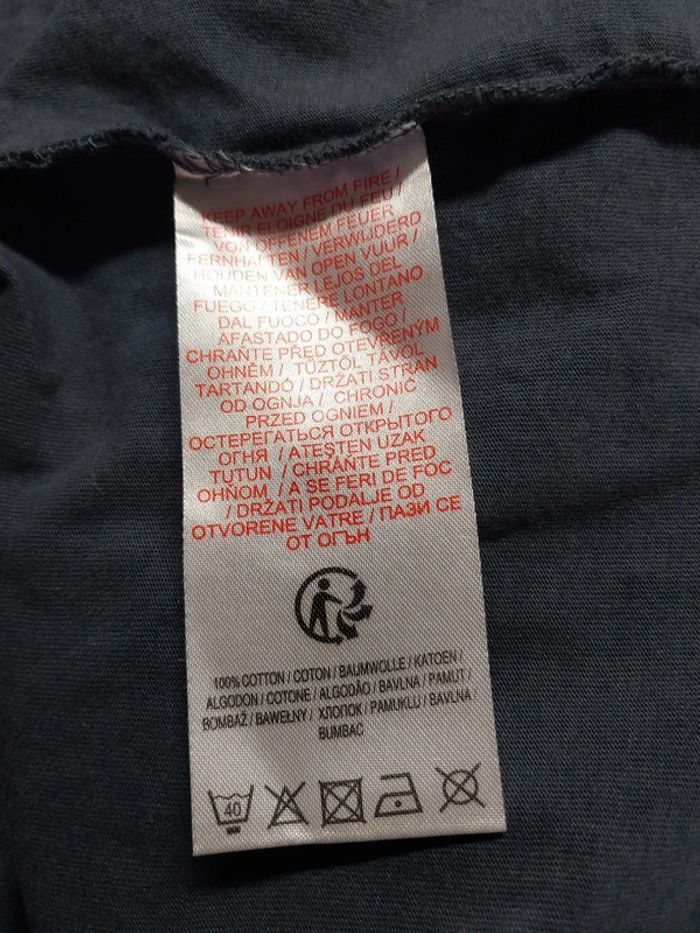 KEEP AWAY FROM FIRE /
TENIR ELOIGNE DU FEU /
VON OFFENEM FEUER
FERNHALTEN / VERWIJDERD
HOUDEN VAN OPEN VUUR /
MANTENER LEJOS DEL
FUEGO / TENERE LONTANO
DAL FUOCO / MANTER
AFASTADO DO FOGO /
CHRAŇTE PŘED OTEVŘENÝM
OHNĚM / TŰZTŐL TÁVOL
TARTANDÓ / DRŽATI STRAN
OD OGNJA / CHRONIĆ
PRZED OGNIEM /
ОСТЕРЕГАТЬСЯ ОТКРЫТОГО
ОГНЯ / ATEŞTEN UZAK
TUTUN / CHRÁŇTE PRED
OHŇOM / A SE FERI DE FOC
/ DRŽATI PODALJE OD
OTVORENE VATRE / ПАЗИ СЕ
ОТ ОГЪН
100% COTTON / COTON / BAUMWOLLE / KATOEN /
ALGODON / COTONE / ALGODÃO / BAVLNA / PAMUT /
BOMBAŽ / BAWEŁNY / ХЛОПОК / PAMUKLU / BAVLNA /
BUMBAC
40